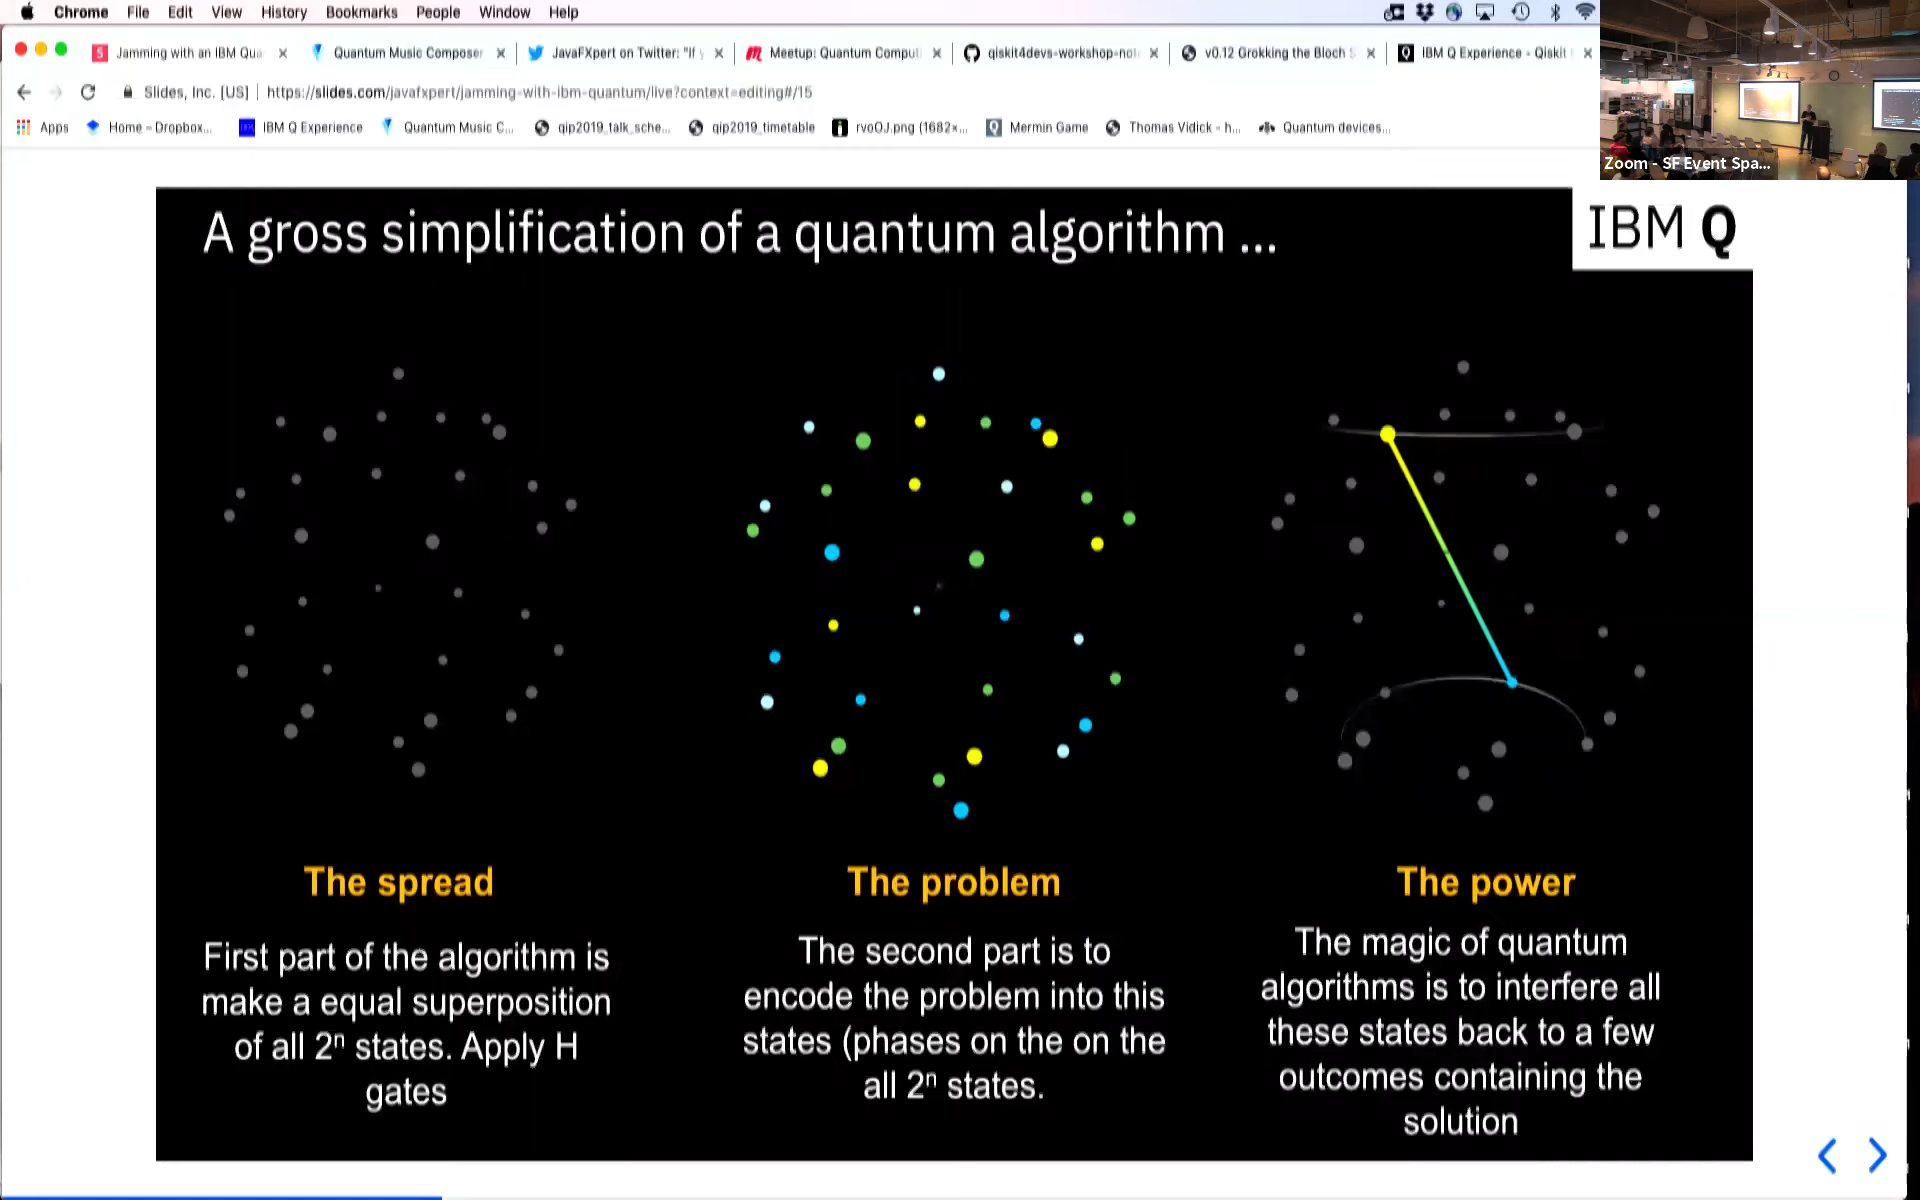 Chrome File Edit View History Bookmarks People Window Help
Jamming with an IBM Qua
Quantum Music Composer
JavaFXpert on Twitter: "If y
Meetup: Quantum Comput
qiskit4devs-workshop-not
v0.12 Grokking the Bloch S
IBM Q Experience - Qiskit
Slides, Inc. [US] | https://slides.com/javafxpert/jamming-with-ibm-quantum/live?context=editing#/15
Apps Home - Dropbox... IBM Q Experience Quantum Music C... qip2019_talk_sche... qip2019_timetable rvoOJ.png (1682×... Mermin Game Thomas Vidick - h... Quantum devices...
Zoom - SF Event Spa...
A gross simplification of a quantum algorithm ...
IBM Q
The spread
First part of the algorithm is
make a equal superposition
of all 2ⁿ states. Apply H
gates
The problem
The second part is to
encode the problem into this
states (phases on the on the
all 2ⁿ states.
The power
The magic of quantum
algorithms is to interfere all
these states back to a few
outcomes containing the
solution